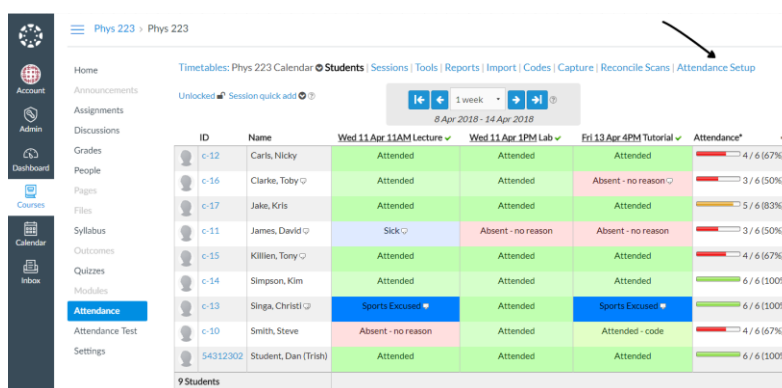 Phys 223 › Phys 223
Account
Admin
Dashboard
Courses
Calendar
Inbox
Home
Announcements
Assignments
Discussions
Grades
People
Pages
Files
Syllabus
Outcomes
Quizzes
Modules
Attendance
Attendance Test
Settings
Timetables: Phys 223 Calendar Students | Sessions | Tools | Reports | Import | Codes | Capture | Reconcile Scans | Attendance Setup
Unlocked Session quick add
1 week
8 Apr 2018 - 14 Apr 2018
ID Name Wed 11 Apr 11AM Lecture Wed 11 Apr 1PM Lab Fri 13 Apr 4PM Tutorial Attendance*
c-12 Carls, Nicky Attended Attended Attended 4 / 6 (67%
c-16 Clarke, Toby Attended Attended Absent - no reason 3 / 6 (50%
c-17 Jake, Kris Attended Attended Attended 5 / 6 (83%
c-11 James, David Sick Absent - no reason Absent - no reason 3 / 6 (50%
c-15 Killien, Tony Attended Attended Attended 4 / 6 (67%
c-14 Simpson, Kim Attended Attended Attended 6 / 6 (100%
c-13 Singa, Christi Sports Excused Attended Sports Excused 6 / 6 (100%
c-10 Smith, Steve Absent - no reason Attended Attended - code 4 / 6 (67%
54312302 Student, Dan (Trish) Attended Attended Attended 6 / 6 (100%
9 Students